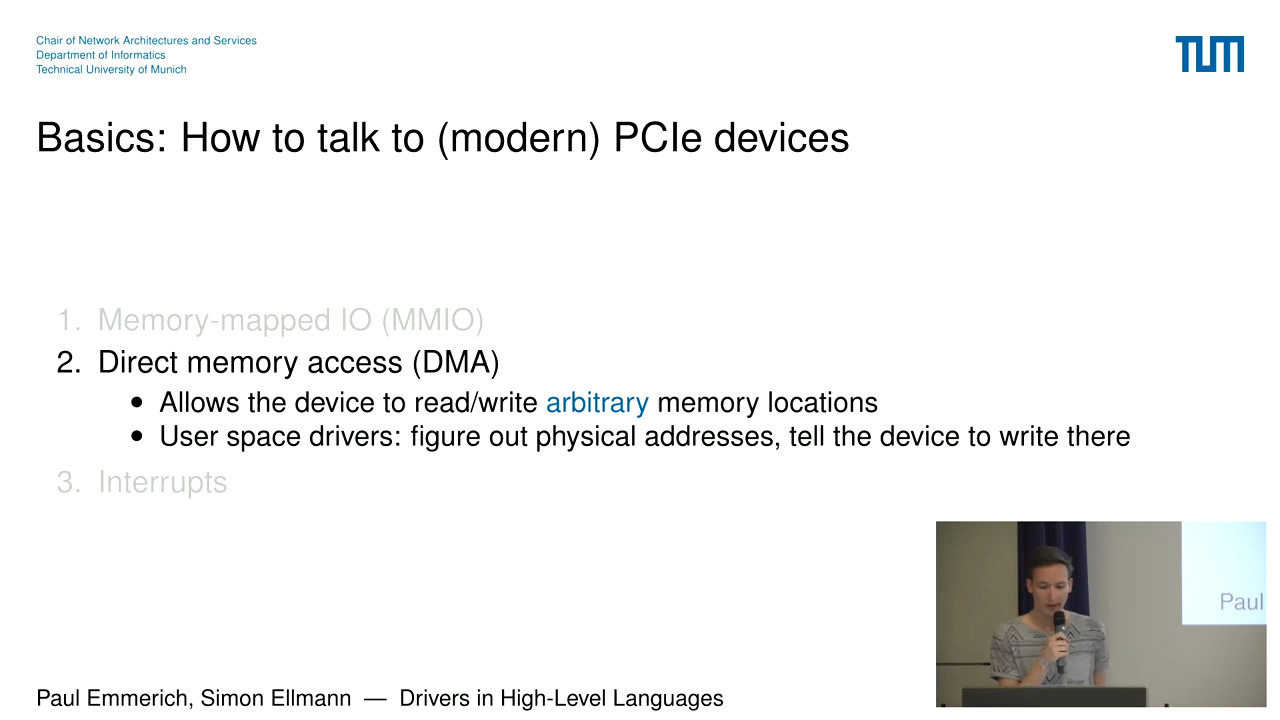 Chair of Network Architectures and Services
Department of Informatics
Technical University of Munich
TUM
Basics: How to talk to (modern) PCIe devices
1. Memory-mapped IO (MMIO)
2. Direct memory access (DMA)
• Allows the device to read/write arbitrary memory locations
• User space drivers: figure out physical addresses, tell the device to write there
3. Interrupts
Paul
Paul Emmerich, Simon Ellmann — Drivers in High-Level Languages